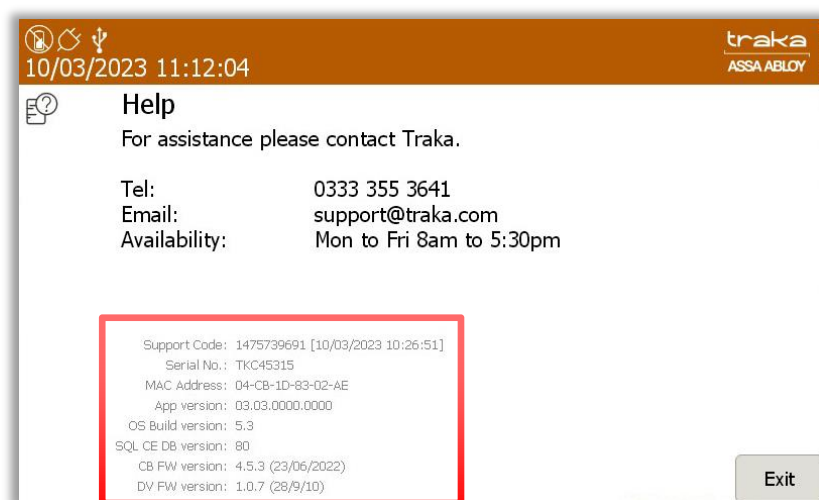 10/03/2023 11:12:04
traka
ASSA ABLOY
Help
For assistance please contact Traka.
Tel: 0333 355 3641
Email: support@traka.com
Availability: Mon to Fri 8am to 5:30pm
Support Code: 1475739691 [10/03/2023 10:26:51]
Serial No.: TKC45315
MAC Address: 04-CB-1D-83-02-AE
App version: 03.03.0000.0000
OS Build version: 5.3
SQL CE DB version: 80
CB FW version: 4.5.3 (23/06/2022)
DV FW version: 1.0.7 (28/9/10)
Exit